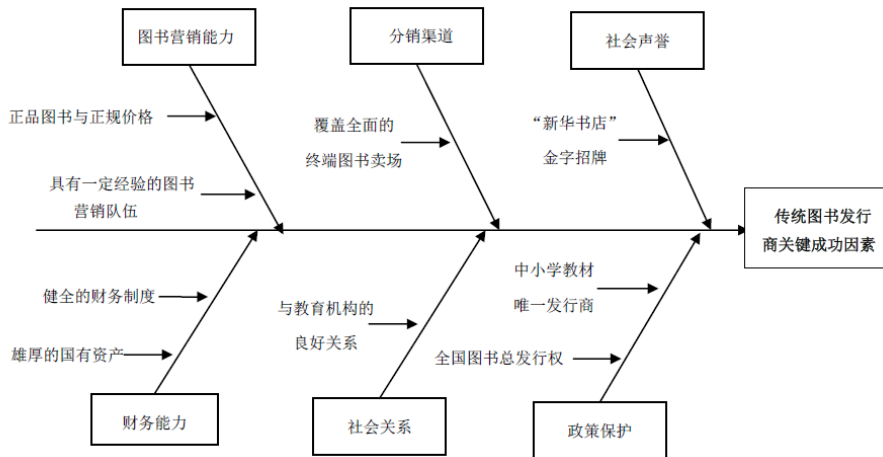 图书营销能力
分销渠道
社会声誉
正品图书与正规价格
覆盖全面的
终端图书卖场
“新华书店”
金字招牌
具有一定经验的图书
营销队伍
传统图书发行
商关键成功因素
健全的财务制度
雄厚的国有资产
与教育机构的
良好关系
中小学教材
唯一发行商
全国图书总发行权
财务能力
社会关系
政策保护